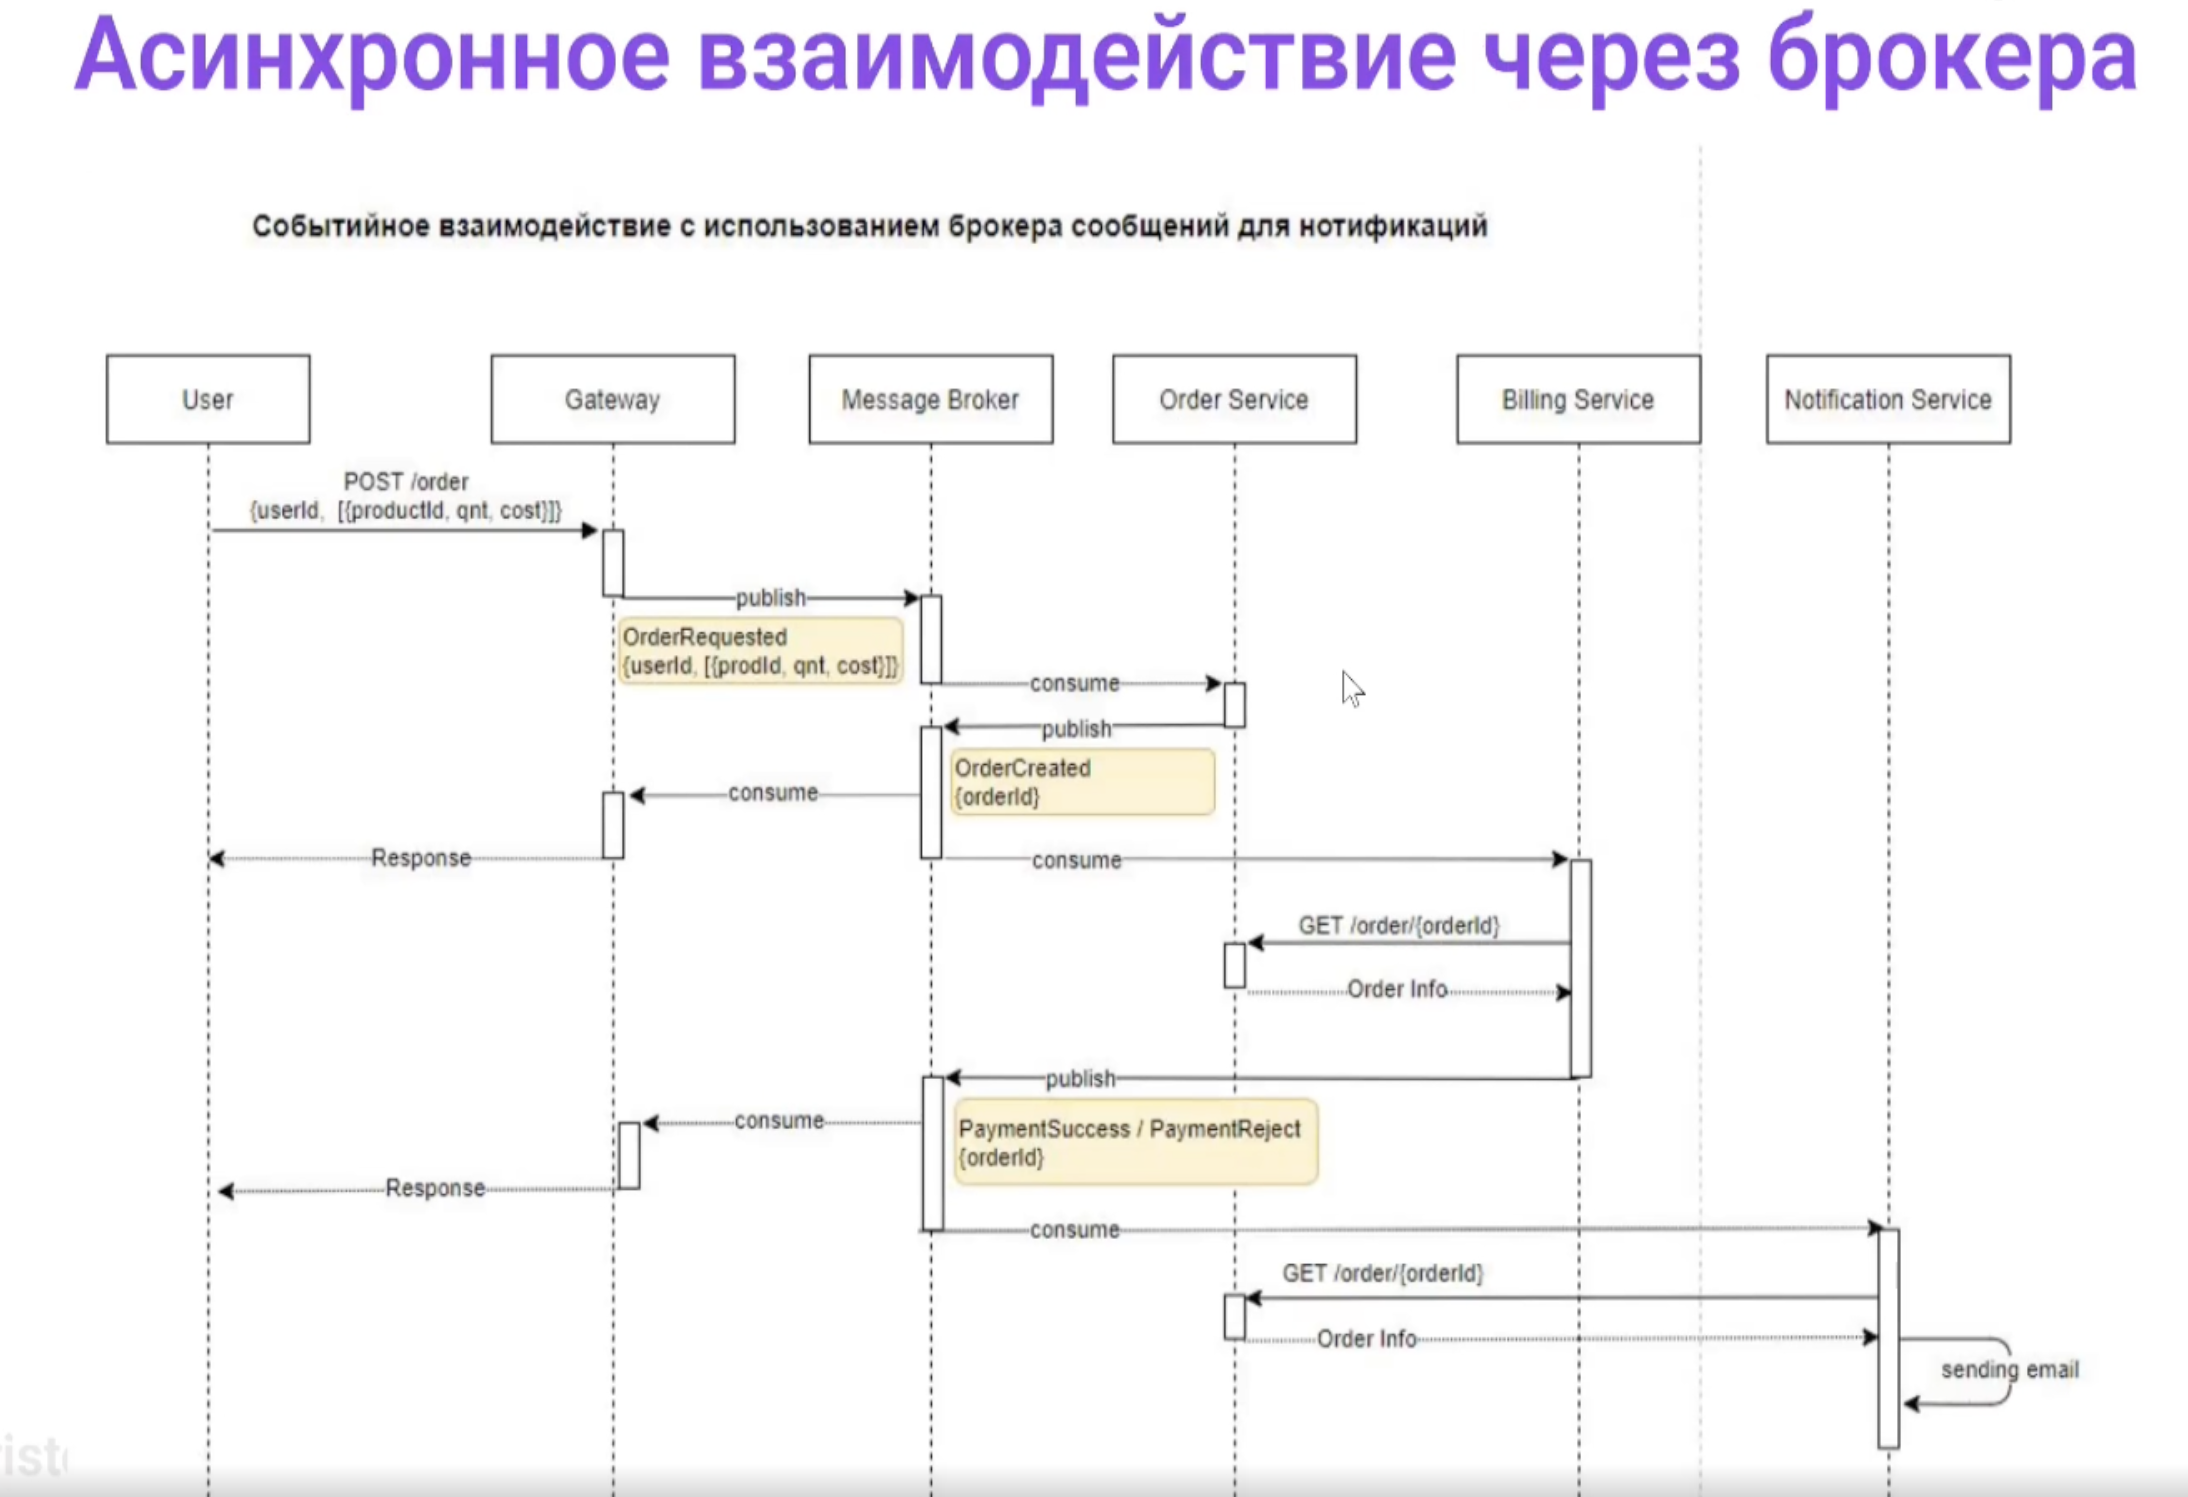 Асинхронное взаимодействие через брокера
Событийное взаимодействие с использованием брокера сообщений для нотификаций
User
Gateway
Message Broker
Order Service
Billing Service
Notification Service
POST /order
{userId, [{productId, qnt, cost}]}
publish
OrderRequested
{userId, [{prodId, qnt, cost}]}
consume
publish
OrderCreated
{orderId}
consume
Response
consume
GET /order/{orderId}
Order Info
publish
PaymentSuccess / PaymentReject
{orderId}
consume
Response
consume
GET /order/{orderId}
Order Info
sending email